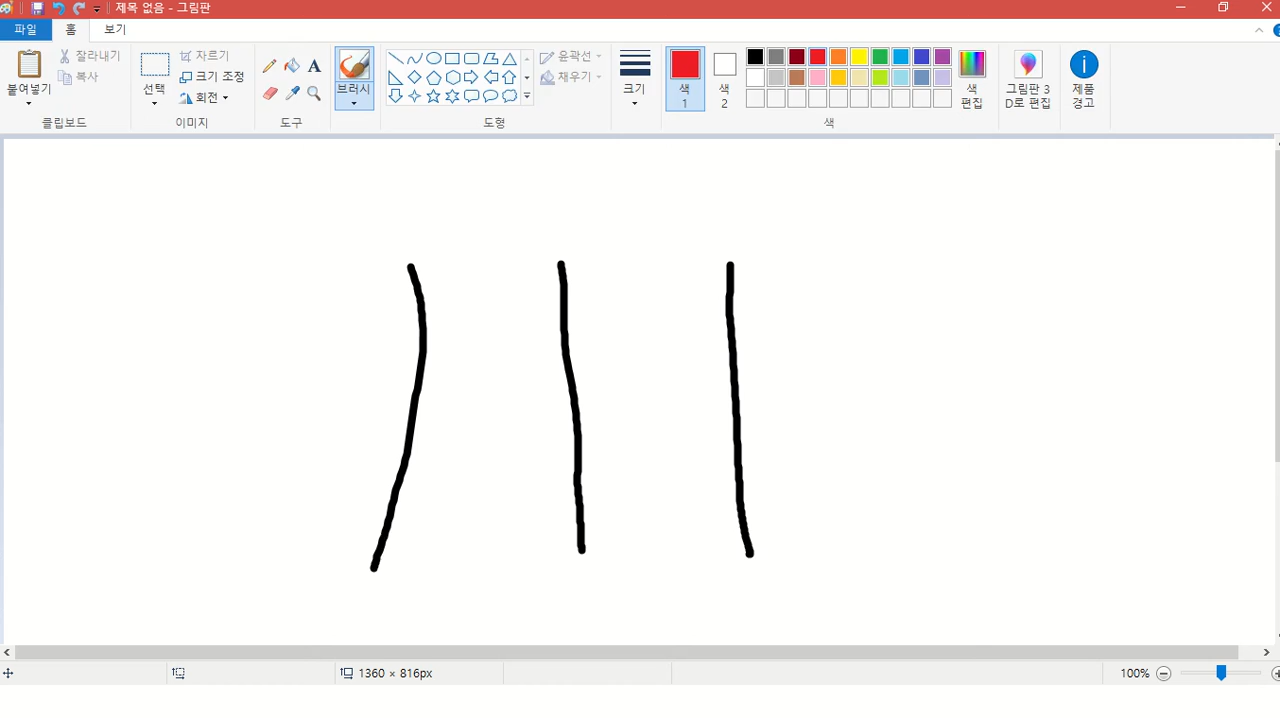 제목 없음 - 그림판
파일 홈 보기
붙여넣기
잘라내기
복사
클립보드
선택
자르기
크기 조정
회전
이미지
A
도구
브러시
윤곽선
채우기
도형
크기
색
1
색
2
색
편집
색
그림판 3
D로 편집
제품
경고
1360 × 816px
100%